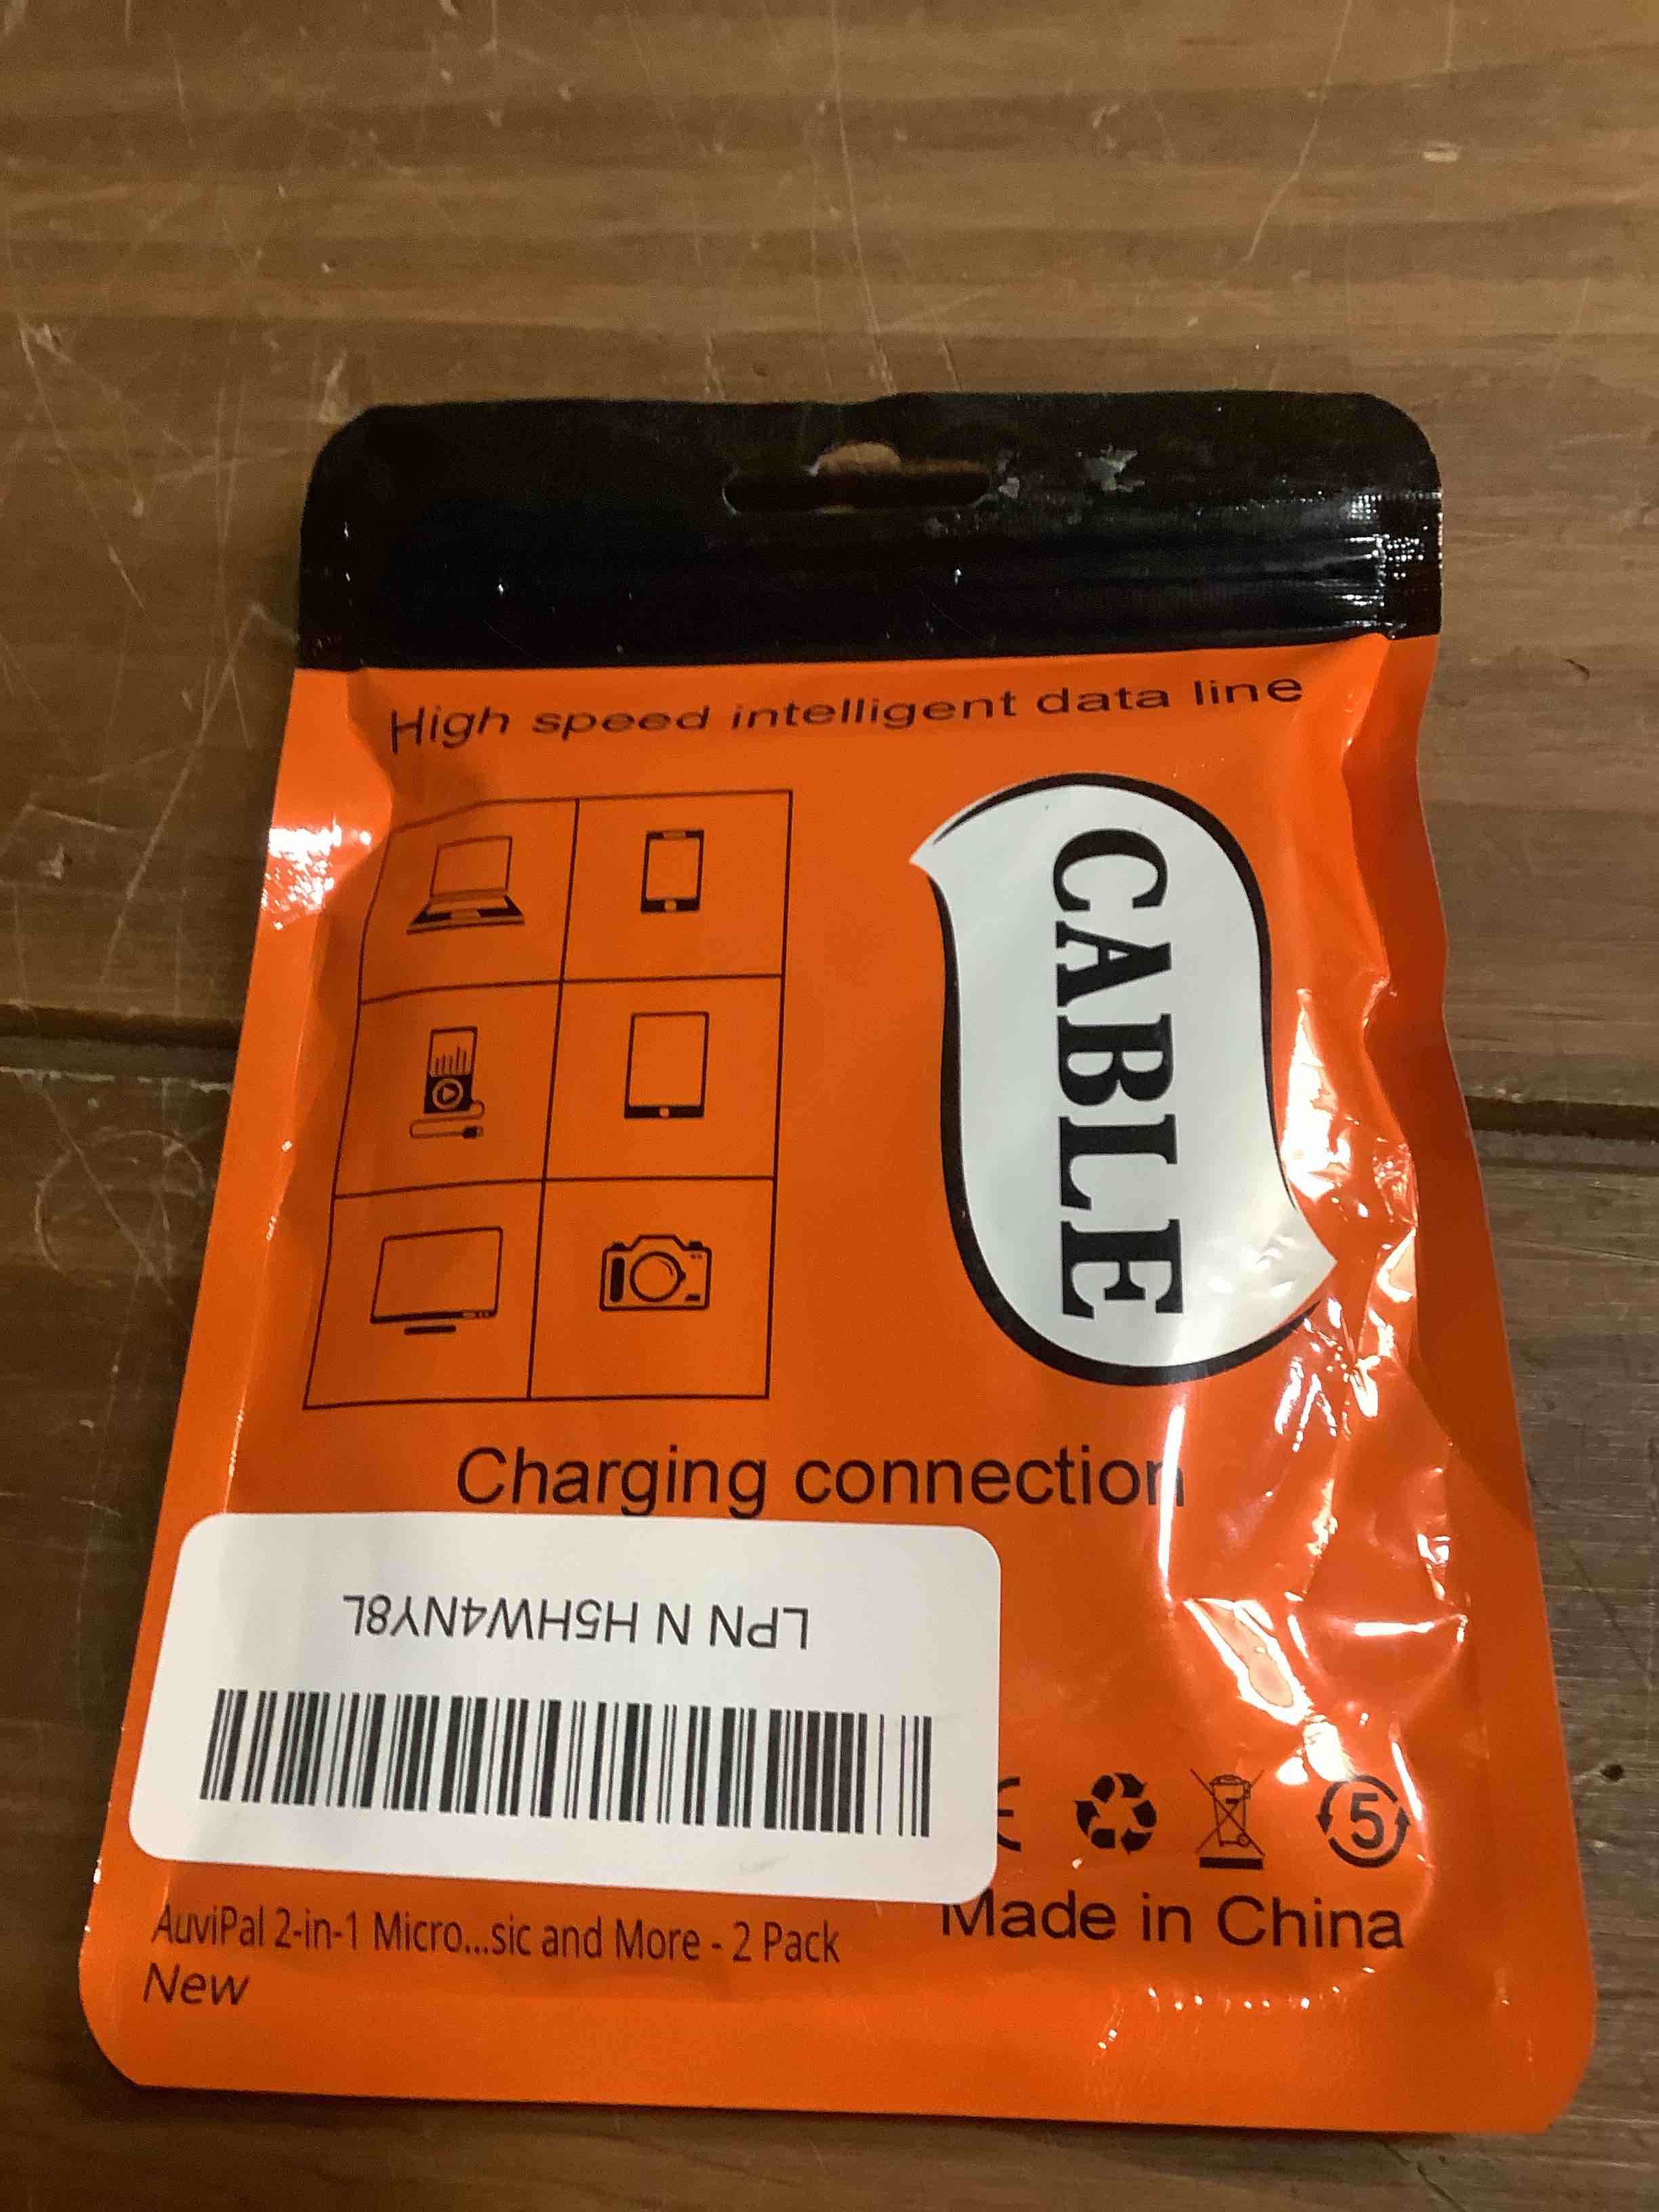 High speed intelligent data line
CABLE
Charging connection
LPN N H5HW4NY8L
5
Made in China
AuviPal 2-in-1 Micro...sic and More - 2 Pack
New